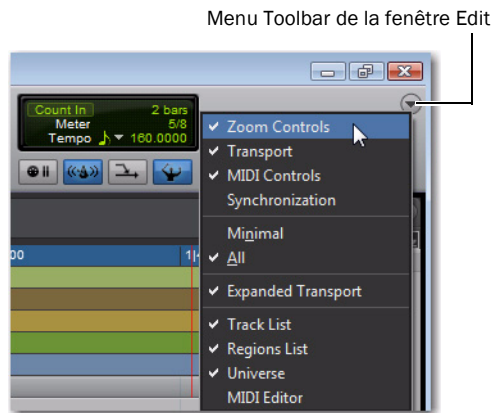 Menu Toolbar de la fenêtre Edit
Count In 2 bars
Meter 5/8
Tempo 160.0000
Zoom Controls
Transport
MIDI Controls
Synchronization
Minimal
All
Expanded Transport
Track List
Regions List
Universe
MIDI Editor
00